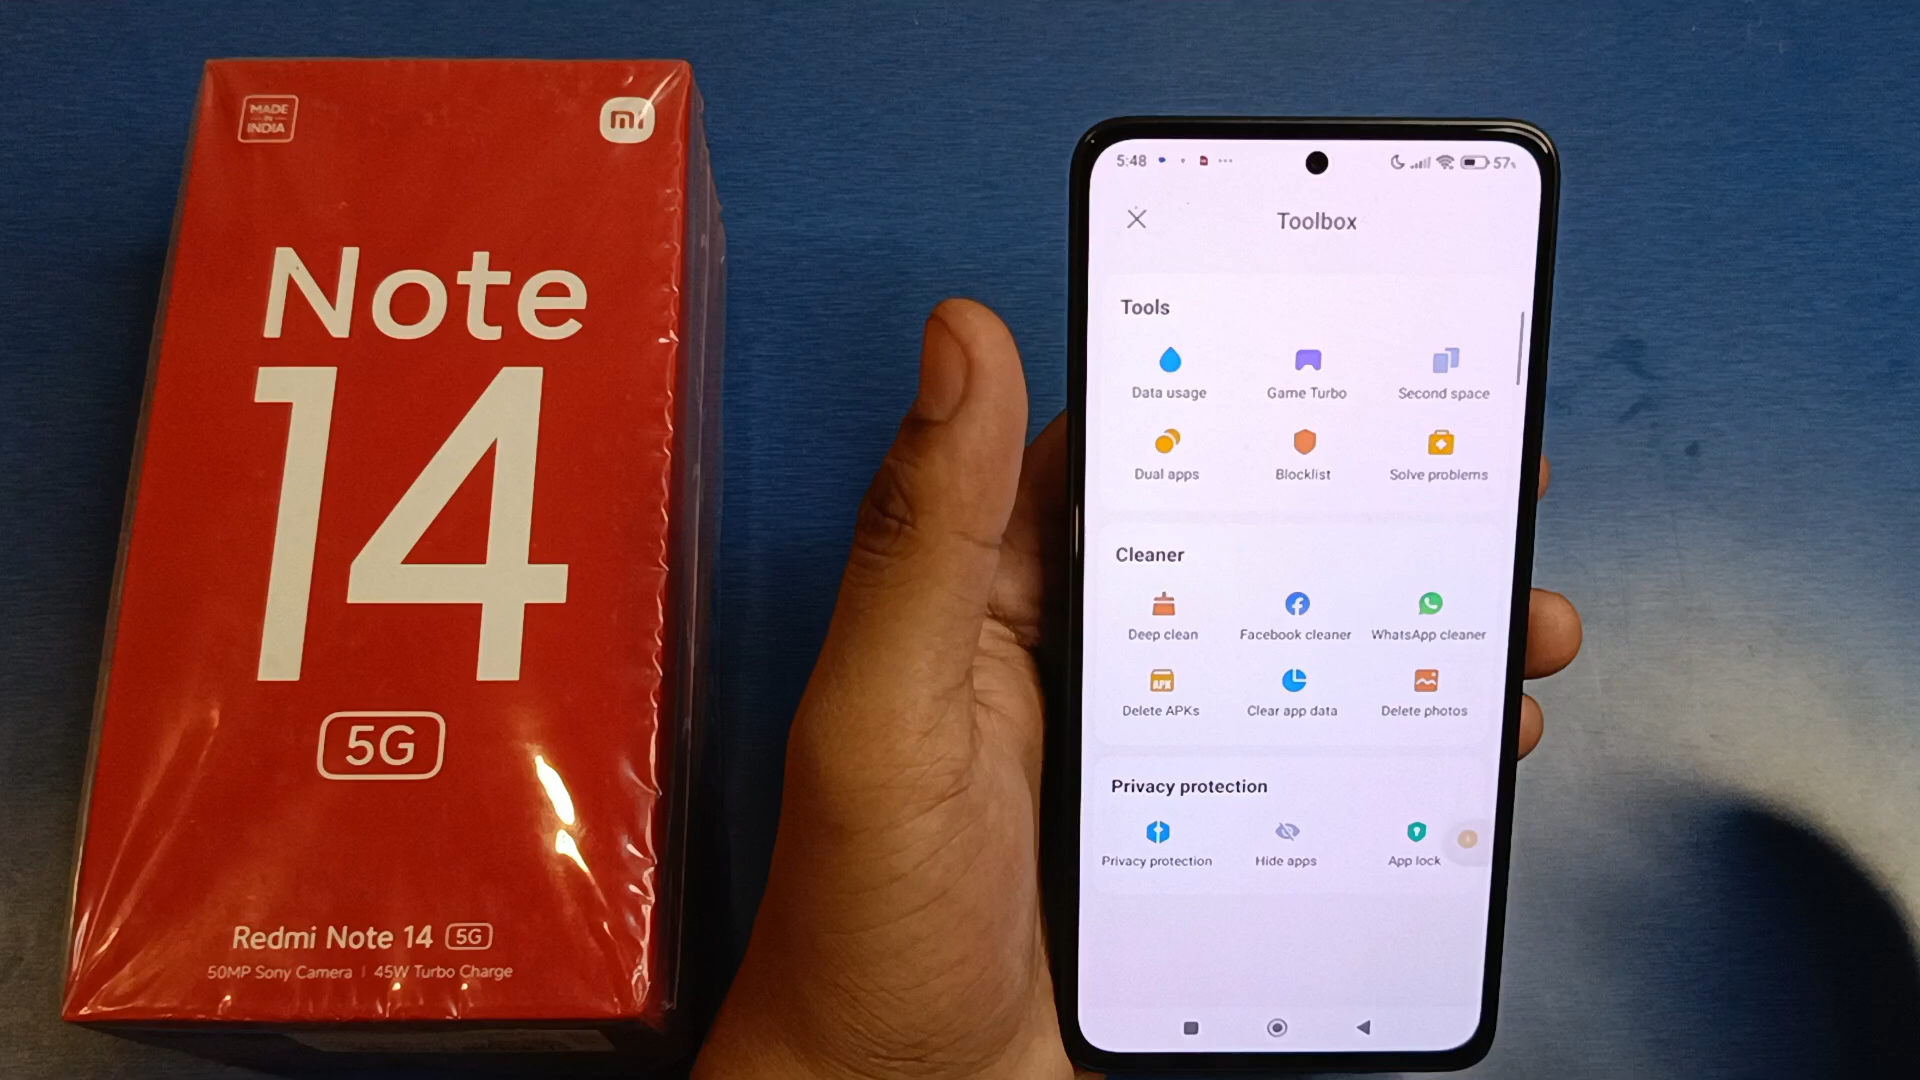 MADE
IN
INDIA
mi
Note
14
5G
Redmi Note 14 5G
50MP Sony Camera | 45W Turbo Charge
5:48
57%
Toolbox
Tools
Data usage
Game Turbo
Second space
Dual apps
Blocklist
Solve problems
Cleaner
Deep clean
Facebook cleaner
WhatsApp cleaner
APK
Delete APKs
Clear app data
Delete photos
Privacy protection
Privacy protection
Hide apps
App lock